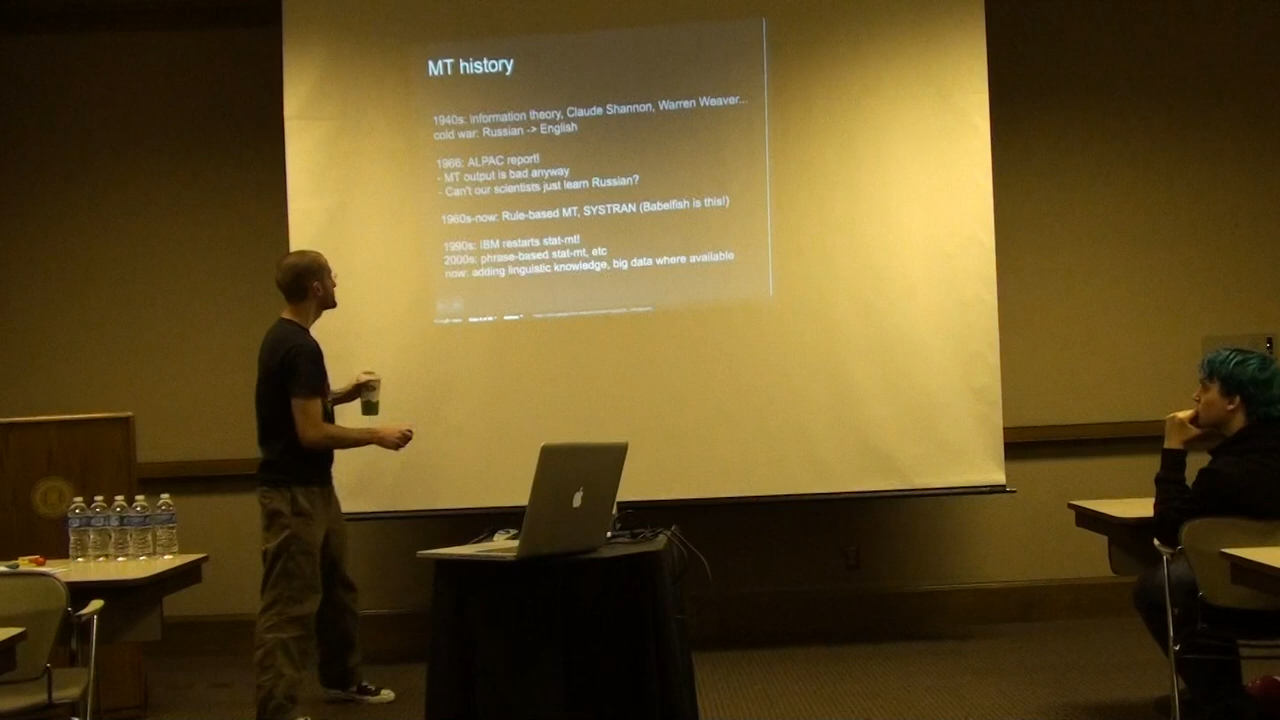 MT history
1940s: information theory, Claude Shannon, Warren Weaver...
cold war: Russian -> English
1966: ALPAC report!
- MT output is bad anyway
- Can't our scientists just learn Russian?
1960s-now: Rule-based MT, SYSTRAN (Babelfish is this!)
1990s: IBM restarts stat-mt!
2000s: phrase-based stat-mt, etc
now: adding linguistic knowledge, big data where available